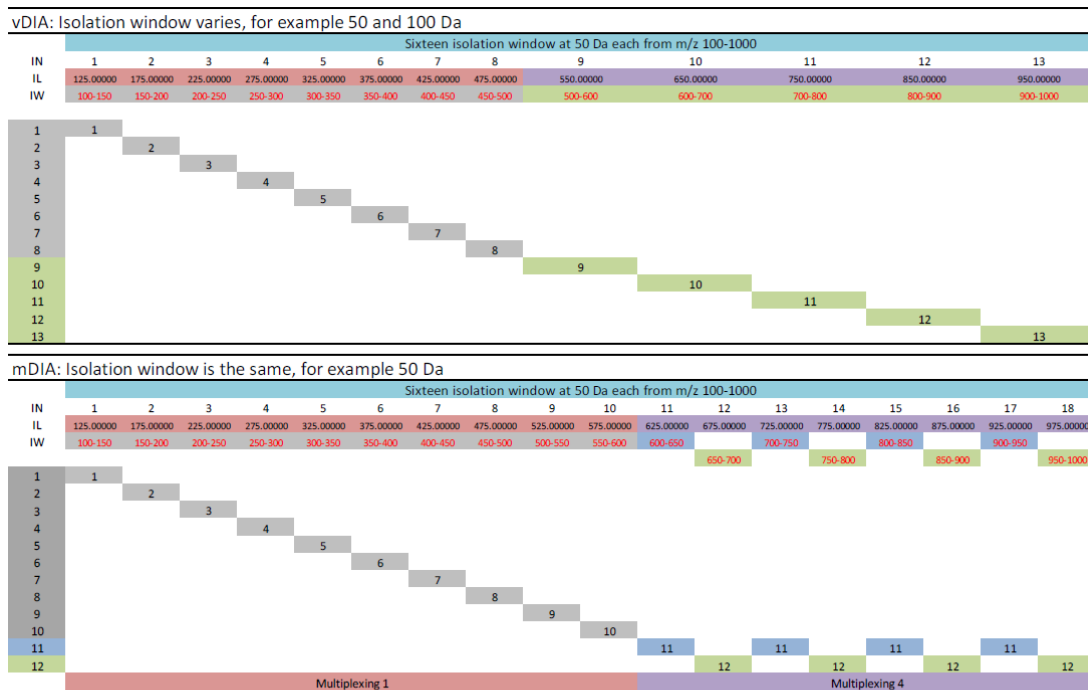 vDIA: Isolation window varies, for example 50 and 100 Da
Sixteen isolation window at 50 Da each from m/z 100-1000
IN 1 2 3 4 5 6 7 8 9 10 11 12 13
IL 125.00000 175.00000 225.00000 275.00000 325.00000 375.00000 425.00000 475.00000 550.00000 650.00000 750.00000 850.00000 950.00000
IW 100-150 150-200 200-250 250-300 300-350 350-400 400-450 450-500 500-600 600-700 700-800 800-900 900-1000
1 1
2 2
3 3
4 4
5 5
6 6
7 7
8 8
9 9
10 10
11 11
12 12
13 13
mDIA: Isolation window is the same, for example 50 Da
Sixteen isolation window at 50 Da each from m/z 100-1000
IN 1 2 3 4 5 6 7 8 9 10 11 12 13 14 15 16 17 18
IL 125.00000 175.00000 225.00000 275.00000 325.00000 375.00000 425.00000 475.00000 525.00000 575.00000 625.00000 675.00000 725.00000 775.00000 825.00000 875.00000 925.00000 975.00000
IW 100-150 150-200 200-250 250-300 300-350 350-400 400-450 450-500 500-550 550-600 600-650 700-750 800-850 900-950
650-700 750-800 850-900 950-1000
1 1
2 2
3 3
4 4
5 5
6 6
7 7
8 8
9 9
10 10
11 11 11 11 11
12 12 12 12 12
Multiplexing 1 Multiplexing 4